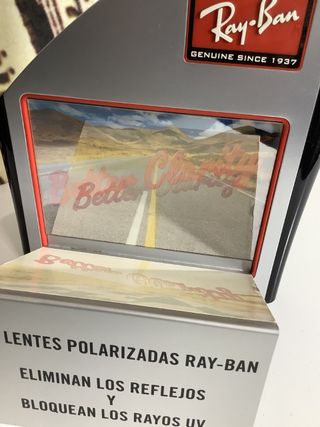 Ray-Ban
GENUINE SINCE 1937
Better Clarity
LENTES POLARIZADAS RAY-BAN
ELIMINAN LOS REFLEJOS
Y
BLOQUEAN LOS RAYOS UV